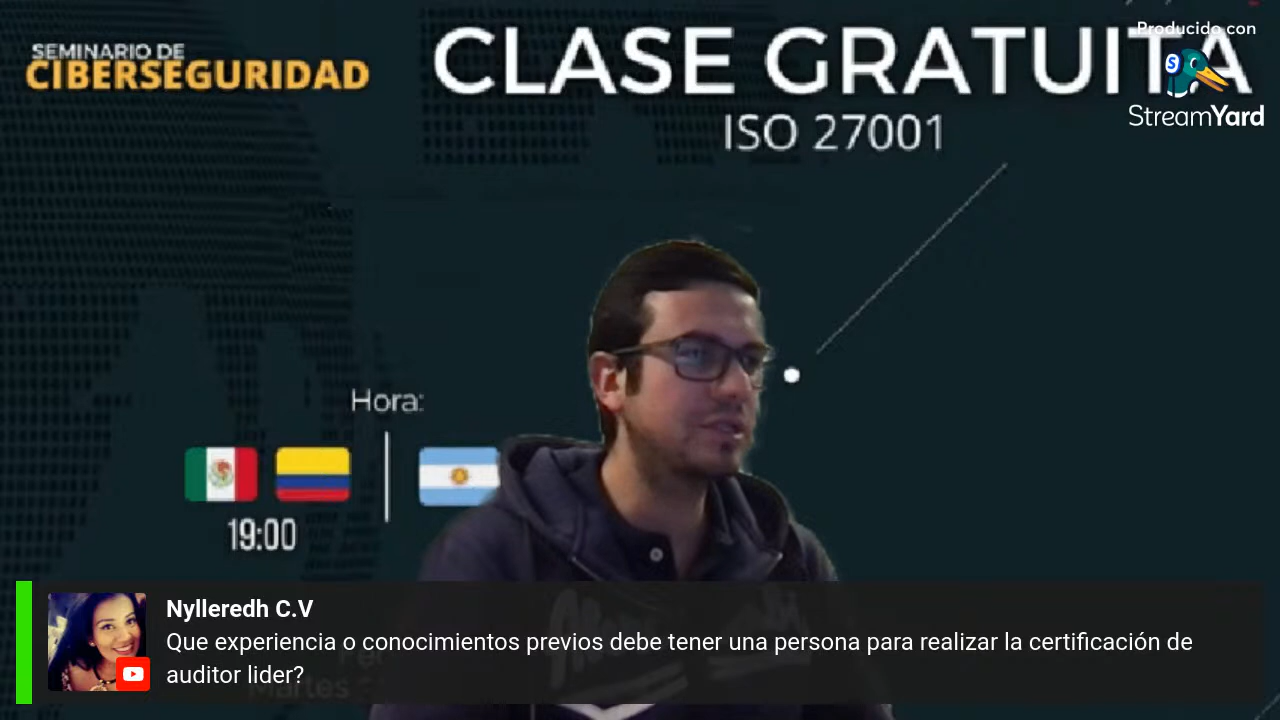 SEMINARIO DE
CIBERSEGURIDAD
CLASE GRATUITA
ISO 27001
Producido con
StreamYard
Hora:
19:00
Nylleredh C.V
Que experiencia o conocimientos previos debe tener una persona para realizar la certificación de
auditor lider?
Martes